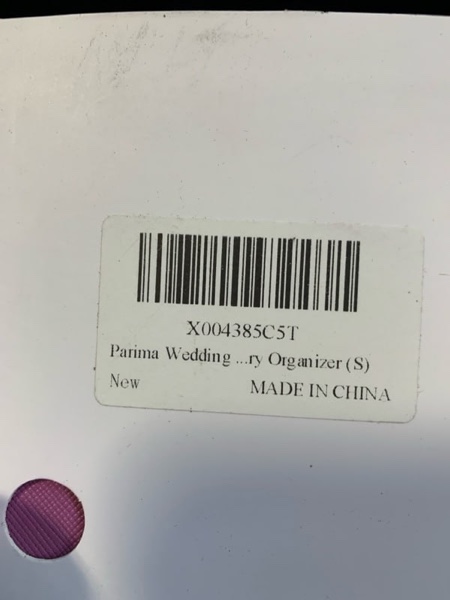 X004385C5T
Parima Wedding ...ry Organizer (S)
New MADE IN CHINA